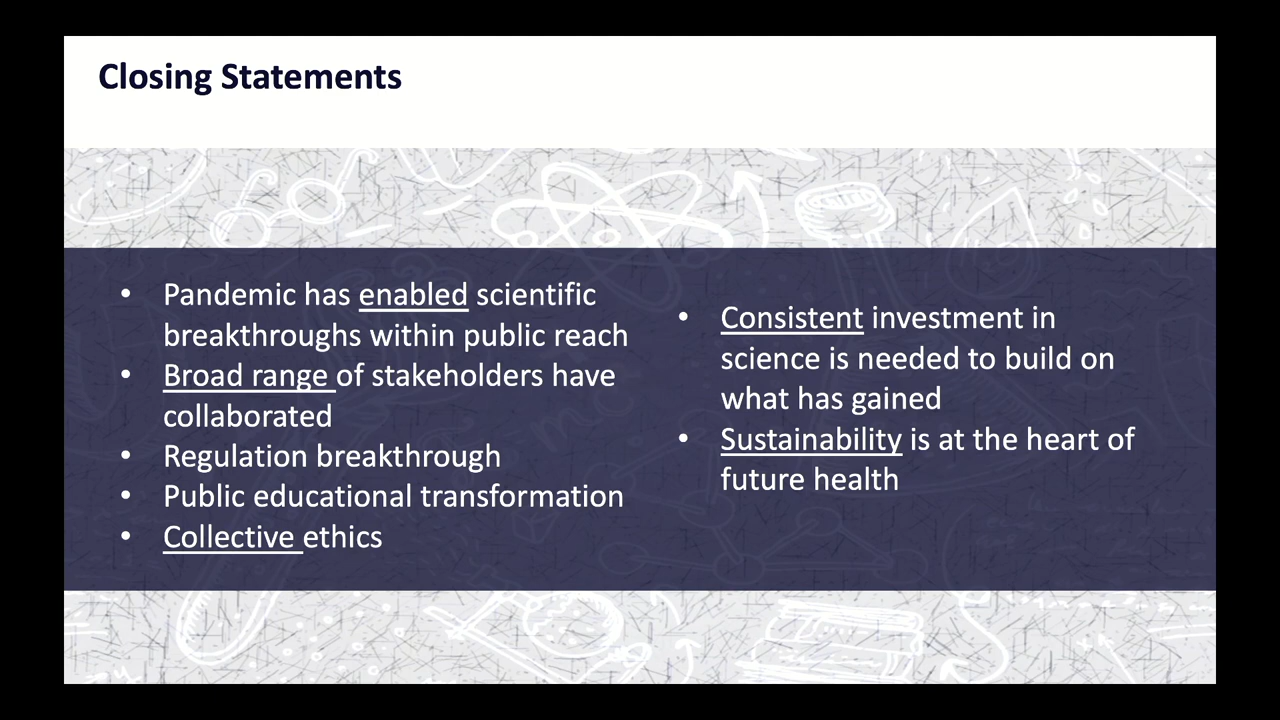 Closing Statements
• Pandemic has enabled scientific
breakthroughs within public reach
• Broad range of stakeholders have
collaborated
• Regulation breakthrough
• Public educational transformation
• Collective ethics
• Consistent investment in
science is needed to build on
what has gained
• Sustainability is at the heart of
future health